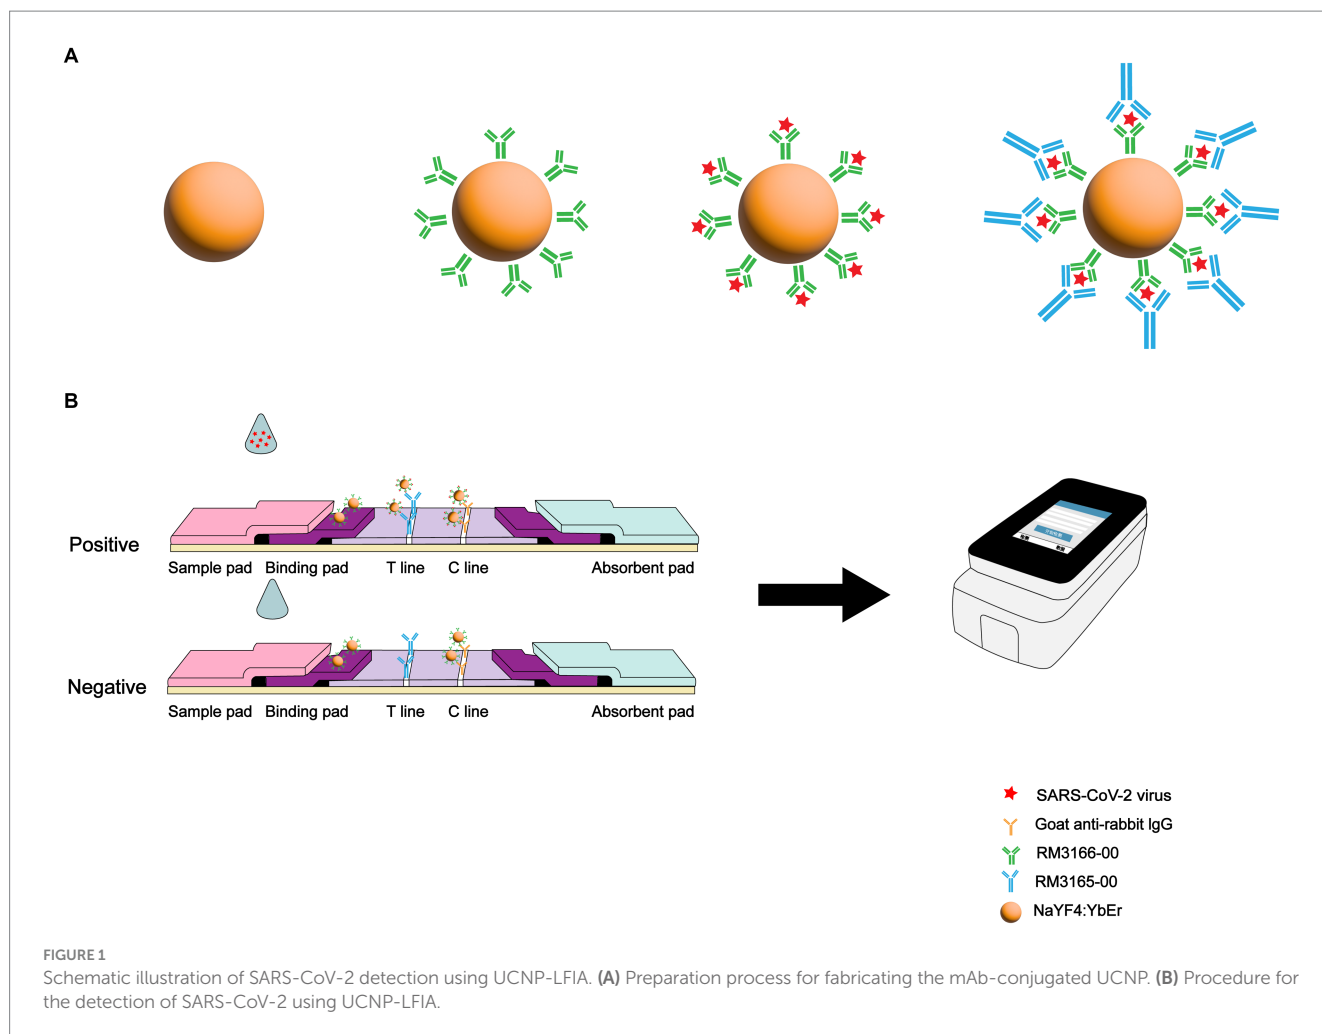 A
B
Positive
Sample pad Binding pad T line C line Absorbent pad
Negative
Sample pad Binding pad T line C line Absorbent pad
SARS-CoV-2 virus
Goat anti-rabbit IgG
RM3166-00
RM3165-00
NaYF4:YbEr
FIGURE 1
Schematic illustration of SARS-CoV-2 detection using UCNP-LFIA. (A) Preparation process for fabricating the mAb-conjugated UCNP. (B) Procedure for
the detection of SARS-CoV-2 using UCNP-LFIA.